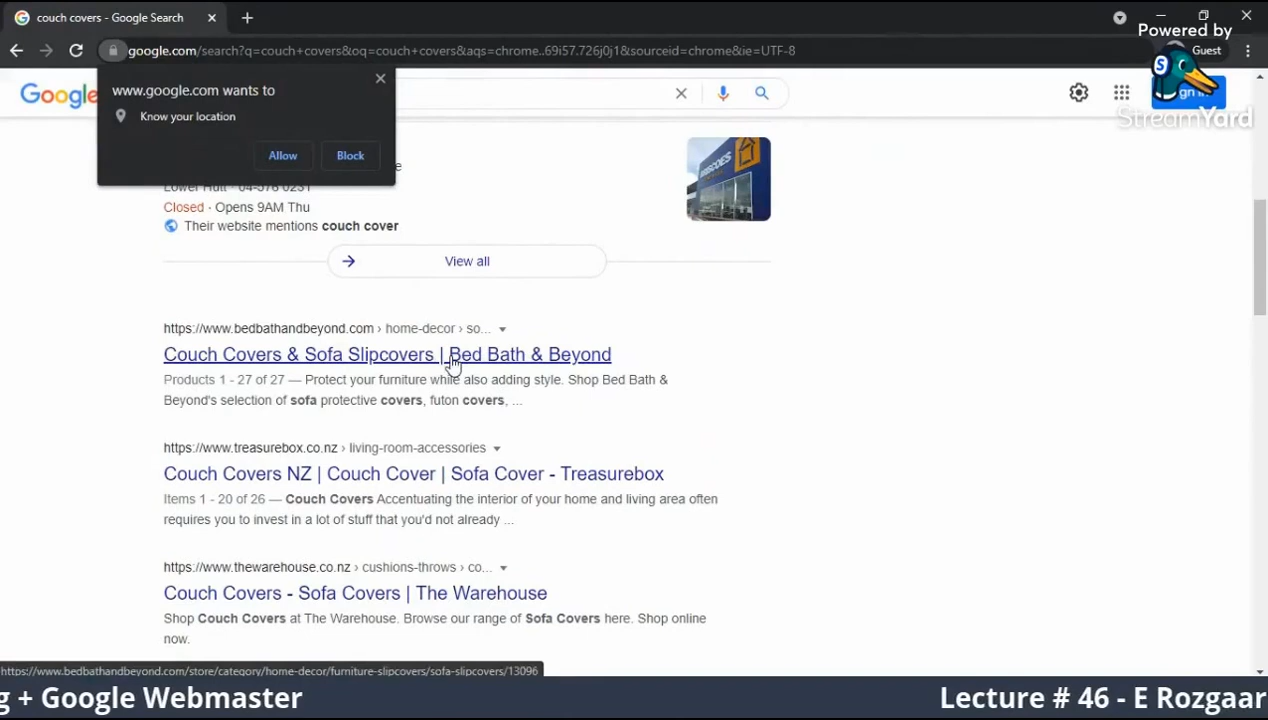 couch covers - Google Search
Powered by
google.com/search?q=couch+covers&oq=couch+covers&aqs=chrome..69i57.726j0j1&sourceid=chrome&ie=UTF-8
Guest
www.google.com wants to
Know your location
Allow
Block
Google
StreamYard
BRISCOES
Lower Hutt · 04-576 0231
Closed · Opens 9AM Thu
Their website mentions couch cover
View all
https://www.bedbathandbeyond.com › home-decor › so...
Couch Covers & Sofa Slipcovers | Bed Bath & Beyond
Products 1 - 27 of 27 — Protect your furniture while also adding style. Shop Bed Bath &
Beyond's selection of sofa protective covers, futon covers, ...
https://www.treasurebox.co.nz › living-room-accessories
Couch Covers NZ | Couch Cover | Sofa Cover - Treasurebox
Items 1 - 20 of 26 — Couch Covers Accentuating the interior of your home and living area often
requires you to invest in a lot of stuff that you'd not already ...
https://www.thewarehouse.co.nz › cushions-throws › co...
Couch Covers - Sofa Covers | The Warehouse
Shop Couch Covers at The Warehouse. Browse our range of Sofa Covers here. Shop online
now.
https://www.bedbathandbeyond.com/store/category/home-decor/furniture-slipcovers/sofa-slipcovers/13096
g + Google Webmaster
Lecture # 46 - E Rozgaar